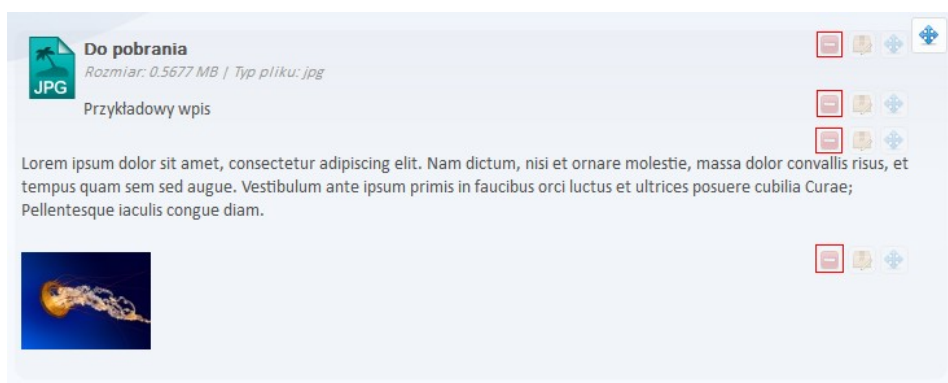 Do pobrania
Rozmiar: 0.5677 MB | Typ pliku: jpg
JPG
Przykładowy wpis
Lorem ipsum dolor sit amet, consectetur adipiscing elit. Nam dictum, nisi et ornare molestie, massa dolor convallis risus, et
tempus quam sem sed augue. Vestibulum ante ipsum primis in faucibus orci luctus et ultrices posuere cubilia Curae;
Pellentesque iaculis congue diam.